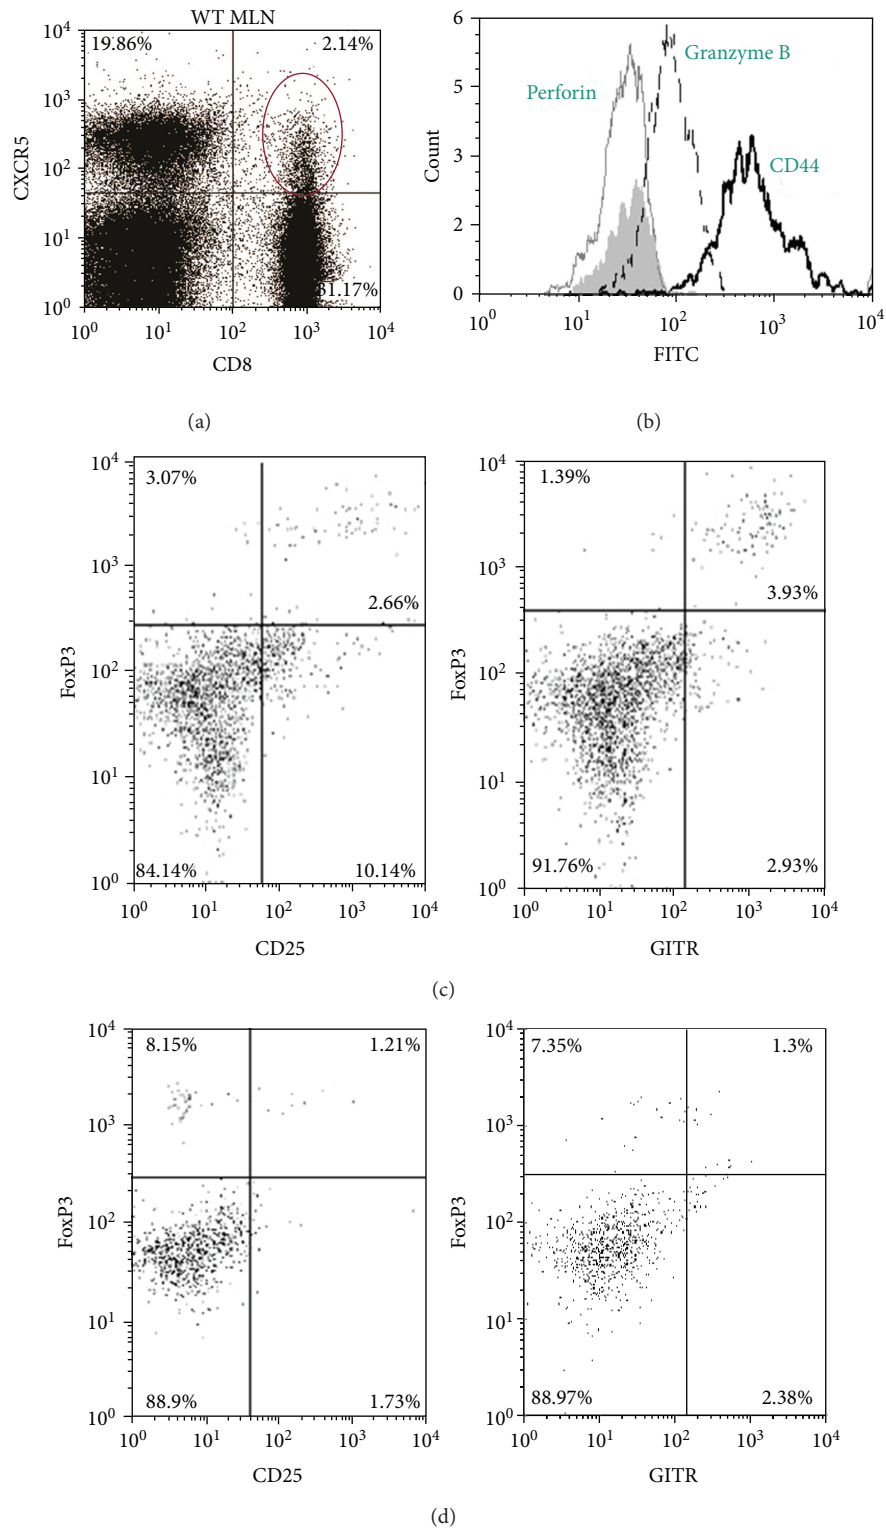 WT MLN
10^4
19.86%
2.14%
10^3
CXCR5
10^2
10^1
10^0
31.17%
10^0 10^1 10^2 10^3 10^4
CD8
(a)
6
Granzyme B
5
Perforin
Count
3
CD44
2
0
10^0 10^1 10^2 10^3 10^4
FITC
(b)
10^4
3.07%
10^3
2.66%
FoxP3
10^2
10^1
84.14%
10.14%
10^0
10^0 10^1 10^2 10^3 10^4
CD25
10^4
1.39%
10^3
3.93%
FoxP3
10^2
10^1
91.76%
2.93%
10^0
10^0 10^1 10^2 10^3 10^4
GITR
(c)
10^4
8.15%
1.21%
10^3
FoxP3
10^2
10^1
88.9%
1.73%
10^0
10^0 10^1 10^2 10^3 10^4
CD25
10^4
7.35%
1.3%
10^3
FoxP3
10^2
10^1
88.97%
2.38%
10^0
10^0 10^1 10^2 10^3 10^4
GITR
(d)